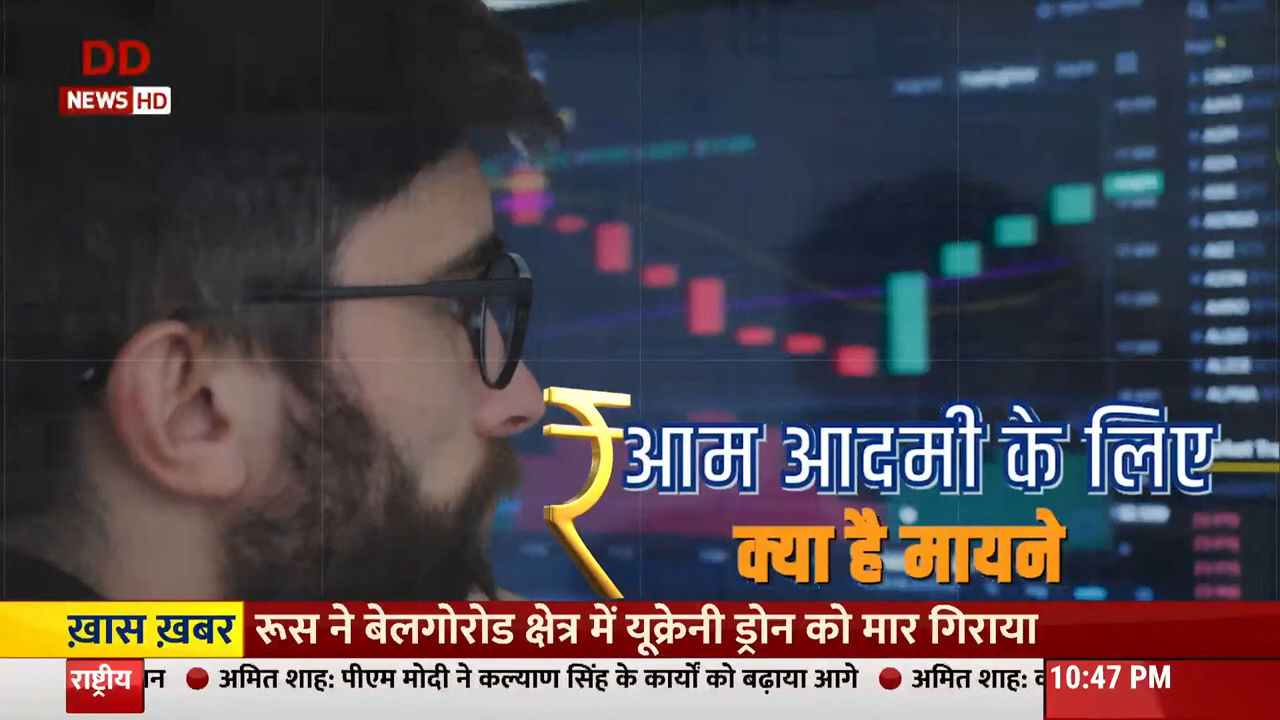 DD
NEWS HD
₹ आम आदमी के लिए
क्या है मायने
ख़ास ख़बर रूस ने बेलगोरोड क्षेत्र में यूक्रेनी ड्रोन को मार गिराया
राष्ट्रीय न ● अमित शाह: पीएम मोदी ने कल्याण सिंह के कार्यों को बढ़ाया आगे ● अमित शाह: 10:47 PM